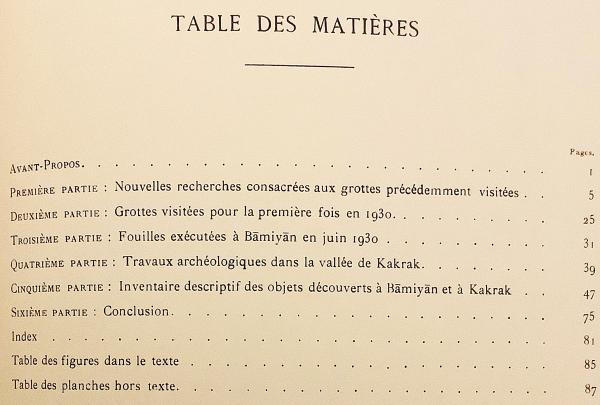 TABLE DES MATIÈRES
Pages.
AVANT-PROPOS. . . . . . . . . . . . . . . . . . . . 1
PREMIÈRE PARTIE : Nouvelles recherches consacrées aux grottes précédemment visitées . . 5
DEUXIÈME PARTIE : Grottes visitées pour la première fois en 1930. . . . . . . . 25
TROISIÈME PARTIE : Fouilles exécutées à Bāmiyān en juin 1930 . . . . . . . . 31
QUATRIÈME PARTIE : Travaux archéologiques dans la vallée de Kakrak. . . . . . . 39
CINQUIÈME PARTIE : Inventaire descriptif des objets découverts à Bāmiyān et à Kakrak . . 47
SIXIÈME PARTIE : Conclusion. . . . . . . . . . . . . . . . 75
Index . . . . . . . . . . . . . . . . . . . . . . 81
Table des figures dans le texte . . . . . . . . . . . . . . . 85
Table des planches hors texte. . . . . . . . . . . . . . . . 87